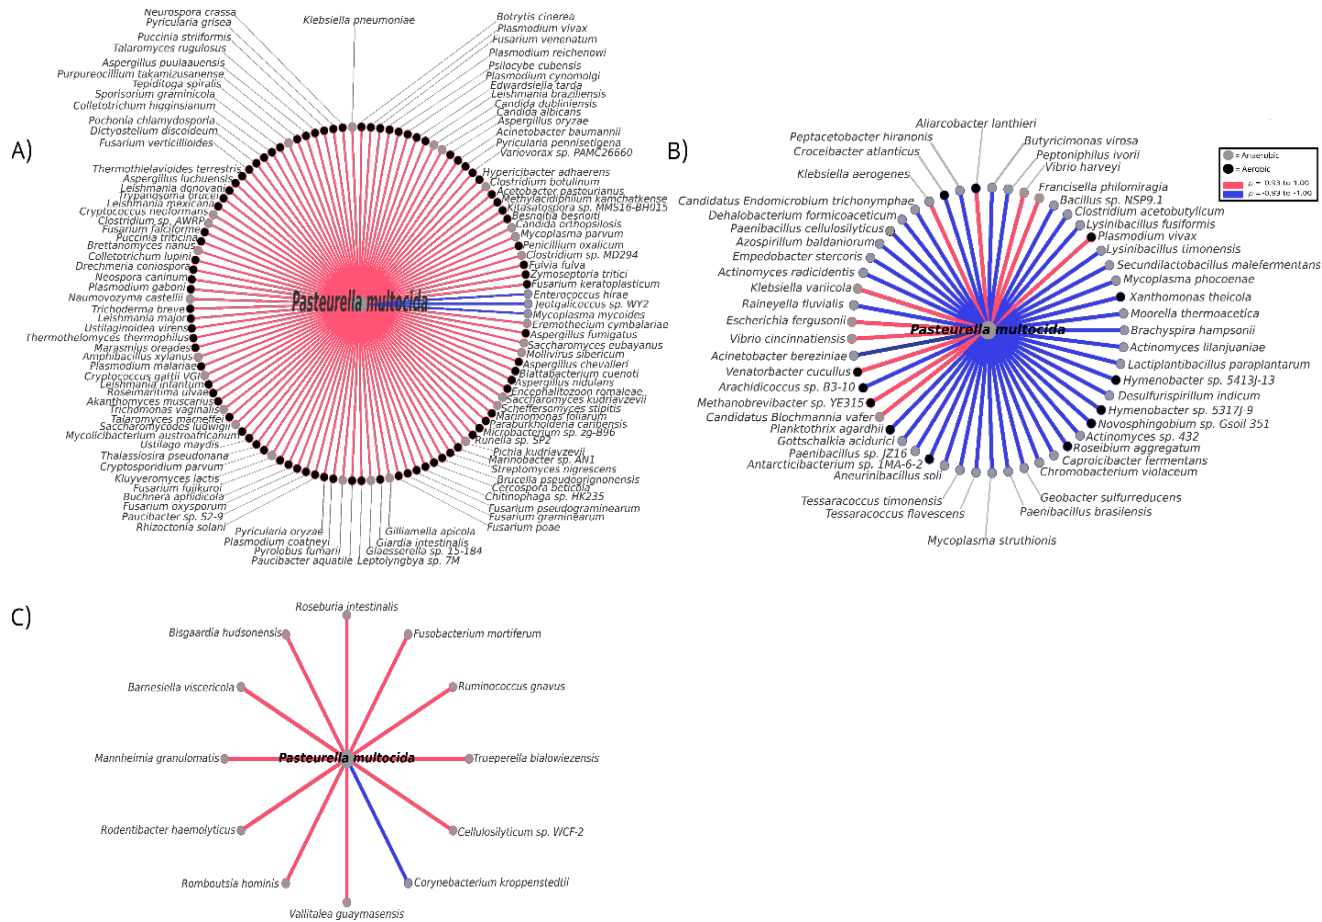 A)
Neurospora crassa
Pyricularia grisea
Puccinia striiformis
Talaromyces rugulosus
Aspergillus puulaauensis
Purpureocillium takamizusanense
Tepiditoga spiralis
Sporisorium graminicola
Colletotrichum higginsianum
Pochonia chlamydosporia
Dictyostelium discoideum
Fusarium verticillioides
Thermothielavioides terrestris
Aspergillus luchuensis
Leishmania donovani
Trypanosoma brucei
Leishmania mexicana
Cryptococcus neoformans
Clostridium sp. AWRP
Fusarium falciforme
Puccinia triticina
Brettanomyces nanus
Colletotrichum lupini
Drechmeria coniospora
Neospora caninum
Plasmodium gaboni
Naumovozyma castellii
Trichoderma breve
Leishmania major
Ustilaginoidea virens
Thermothelomyces thermophilus
Marasmius oreades
Amphibacillus xylanus
Plasmodium malariae
Cryptococcus gattii VGI
Leishmania infantum
Roseimaritima ulvae
Akanthomyces muscarius
Trichomonas vaginalis
Talaromyces marneffei
Saccharomycodes ludwigii
Mycolicibacterium austroafricanum
Ustilago maydis
Thalassiosira pseudonana
Cryptosporidium parvum
Kluyveromyces lactis
Fusarium fujikuroi
Buchnera aphidicola
Fusarium oxysporum
Paucibacter sp. S2-9
Rhizoctonia solani
Pyricularia oryzae
Plasmodium coatneyi
Pyrolobus fumarii
Paucibacter aquatile
Leptolyngbya sp. 7M
Glaesserella sp. 15-184
Giardia intestinalis
Gilliamella apicola
Klebsiella pneumoniae
Botrytis cinerea
Plasmodium vivax
Fusarium venenatum
Plasmodium reichenowi
Psilocybe cubensis
Plasmodium cynomolgi
Edwardsiella tarda
Leishmania braziliensis
Candida dubliniensis
Candida albicans
Aspergillus oryzae
Acinetobacter baumannii
Pyricularia pennisetigena
Variovorax sp. PAMC26660
Hypericibacter adhaerens
Clostridium botulinum
Acetobacter pasteurianus
Methylacidiphilum kamchatkense
Kitasatospora sp. MMS16-BH015
Besnoitia besnoiti
Candida orthopsilosis
Mycoplasma parvum
Penicillium oxalicum
Clostridium sp. MD294
Fulvia fulva
Zymoseptoria tritici
Fusarium keratoplasticum
Enterococcus hirae
Jeotgalicoccus sp. WY2
Mycoplasma mycoides
Eremothecium cymbalariae
Aspergillus fumigatus
Saccharomyces eubayanus
Mollivirus sibericum
Aspergillus chevalieri
Blattabacterium cuenoti
Aspergillus nidulans
Encephalitozoon romaleae
Saccharomyces kudriavzevii
Scheffersomyces stipitis
Marinomonas foliarum
Paraburkholderia caribensis
Microbacterium sp. zg-B96
Runella sp. SP2
Pichia kudriavzevii
Marinobacter sp. AN1
Streptomyces nigrescens
Brucella pseudogrignonensis
Cercospora beticola
Chitinophaga sp. HK235
Fusarium pseudograminearum
Fusarium graminearum
Fusarium poae
Pasteurella multocida
B)
Aliarcobacter lanthieri
Peptacetobacter hiranonis
Croceibacter atlanticus
Klebsiella aerogenes
Candidatus Endomicrobium trichonymphae
Dehalobacterium formicoaceticum
Paenibacillus cellulosilyticus
Azospirillum baldaniorum
Empedobacter stercoris
Actinomyces radicidentis
Klebsiella variicola
Raineyella fluvialis
Escherichia fergusonii
Vibrio cincinnatiensis
Acinetobacter bereziniae
Venatorbacter cucullus
Arachidicoccus sp. B3-10
Methanobrevibacter sp. YE315
Candidatus Blochmannia vafer
Planktothrix agardhii
Gottschalkia acidurici
Paenibacillus sp. JZ16
Antarcticibacterium sp. 1MA-6-2
Aneurinibacillus soli
Tessaracoccus timonensis
Tessaracoccus flavescens
Mycoplasma struthionis
Butyricimonas virosa
Peptoniphilus ivorii
Vibrio harveyi
Francisella philomiragia
Bacillus sp. NSP9.1
Clostridium acetobutylicum
Lysinibacillus fusiformis
Plasmodium vivax
Lysinibacillus timonensis
Secundilactobacillus malefermentans
Mycoplasma phocoenae
Xanthomonas theicola
Moorella thermoacetica
Brachyspira hampsonii
Actinomyces lilanjuaniae
Lactiplantibacillus paraplantarum
Hymenobacter sp. 5413J-13
Desulfurispirillum indicum
Hymenobacter sp. 5317J-9
Novosphingobium sp. Gsoil 351
Actinomyces sp. 432
Roseibium aggregatum
Caproicibacter fermentans
Chromobacterium violaceum
Geobacter sulfurreducens
Paenibacillus brasilensis
Pasteurella multocida
= Anaerobic
= Aerobic
ρ = 0.93 to 1.00
ρ = -0.93 to -1.00
C)
Roseburia intestinalis
Bisgaardia hudsonensis
Fusobacterium mortiferum
Barnesiella viscericola
Ruminococcus gnavus
Mannheimia granulomatis
Pasteurella multocida
Trueperella bialowiezensis
Rodentibacter haemolyticus
Cellulosilyticum sp. WCF-2
Romboutsia hominis
Corynebacterium kroppenstedtii
Vallitalea guaymasensis